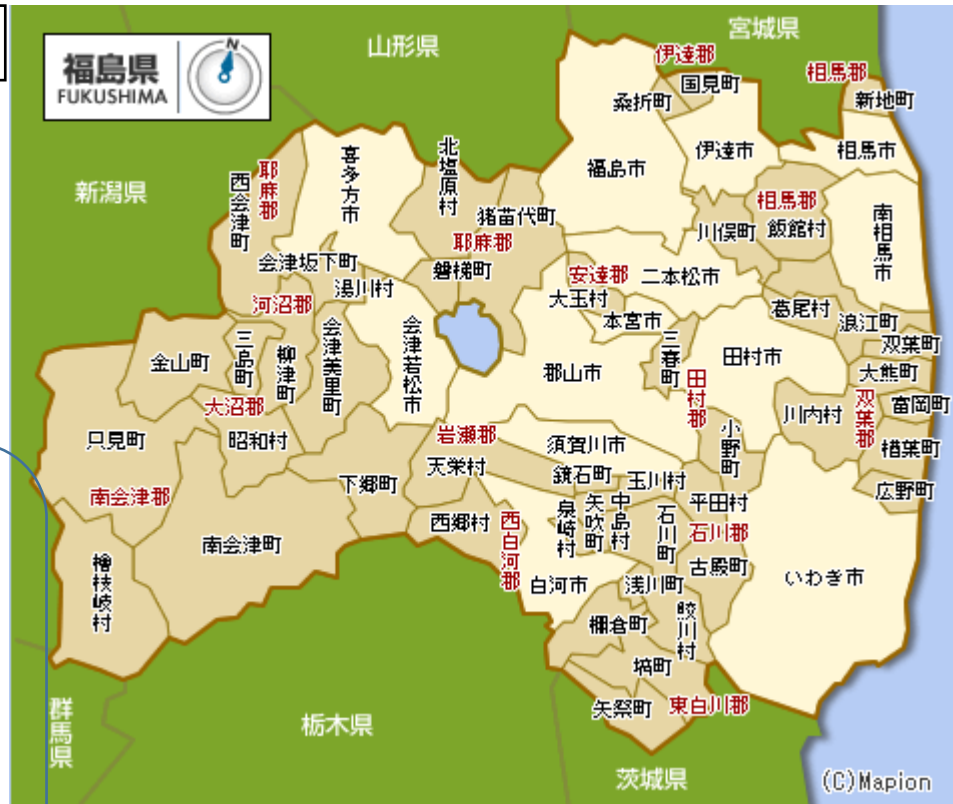 宮城県
山形県
福島県
FUKUSHIMA
N
伊達郡
国見町
桑折町
相馬郡
新地町
相馬市
伊達市
福島市
北塩原村
喜多方市
耶麻郡
西会津町
新潟県
猪苗代町
耶麻郡
磐梯町
川俣町
相馬郡
飯館村
南相馬市
会津坂下町
湯川村
河沼郡
安達郡
大玉村
二本松市
本宮市
葛尾村
浪江町
双葉町
大熊町
双葉郡
富岡町
楢葉町
広野町
川内村
田村市
三春町
田村郡
小野町
郡山市
会津若松市
会津美里町
柳津町
三島町
金山町
大沼郡
昭和村
只見町
南会津郡
南会津町
檜枝岐村
下郷町
岩瀬郡
天栄村
須賀川市
鏡石町
玉川村
平田村
西郷村
西白河郡
泉崎村
矢吹町
中島村
石川町
石川郡
古殿町
白河市
浅川町
鮫川村
棚倉町
塙町
矢祭町
東白川郡
いわき市
群馬県
栃木県
茨城県
(C)Mapion